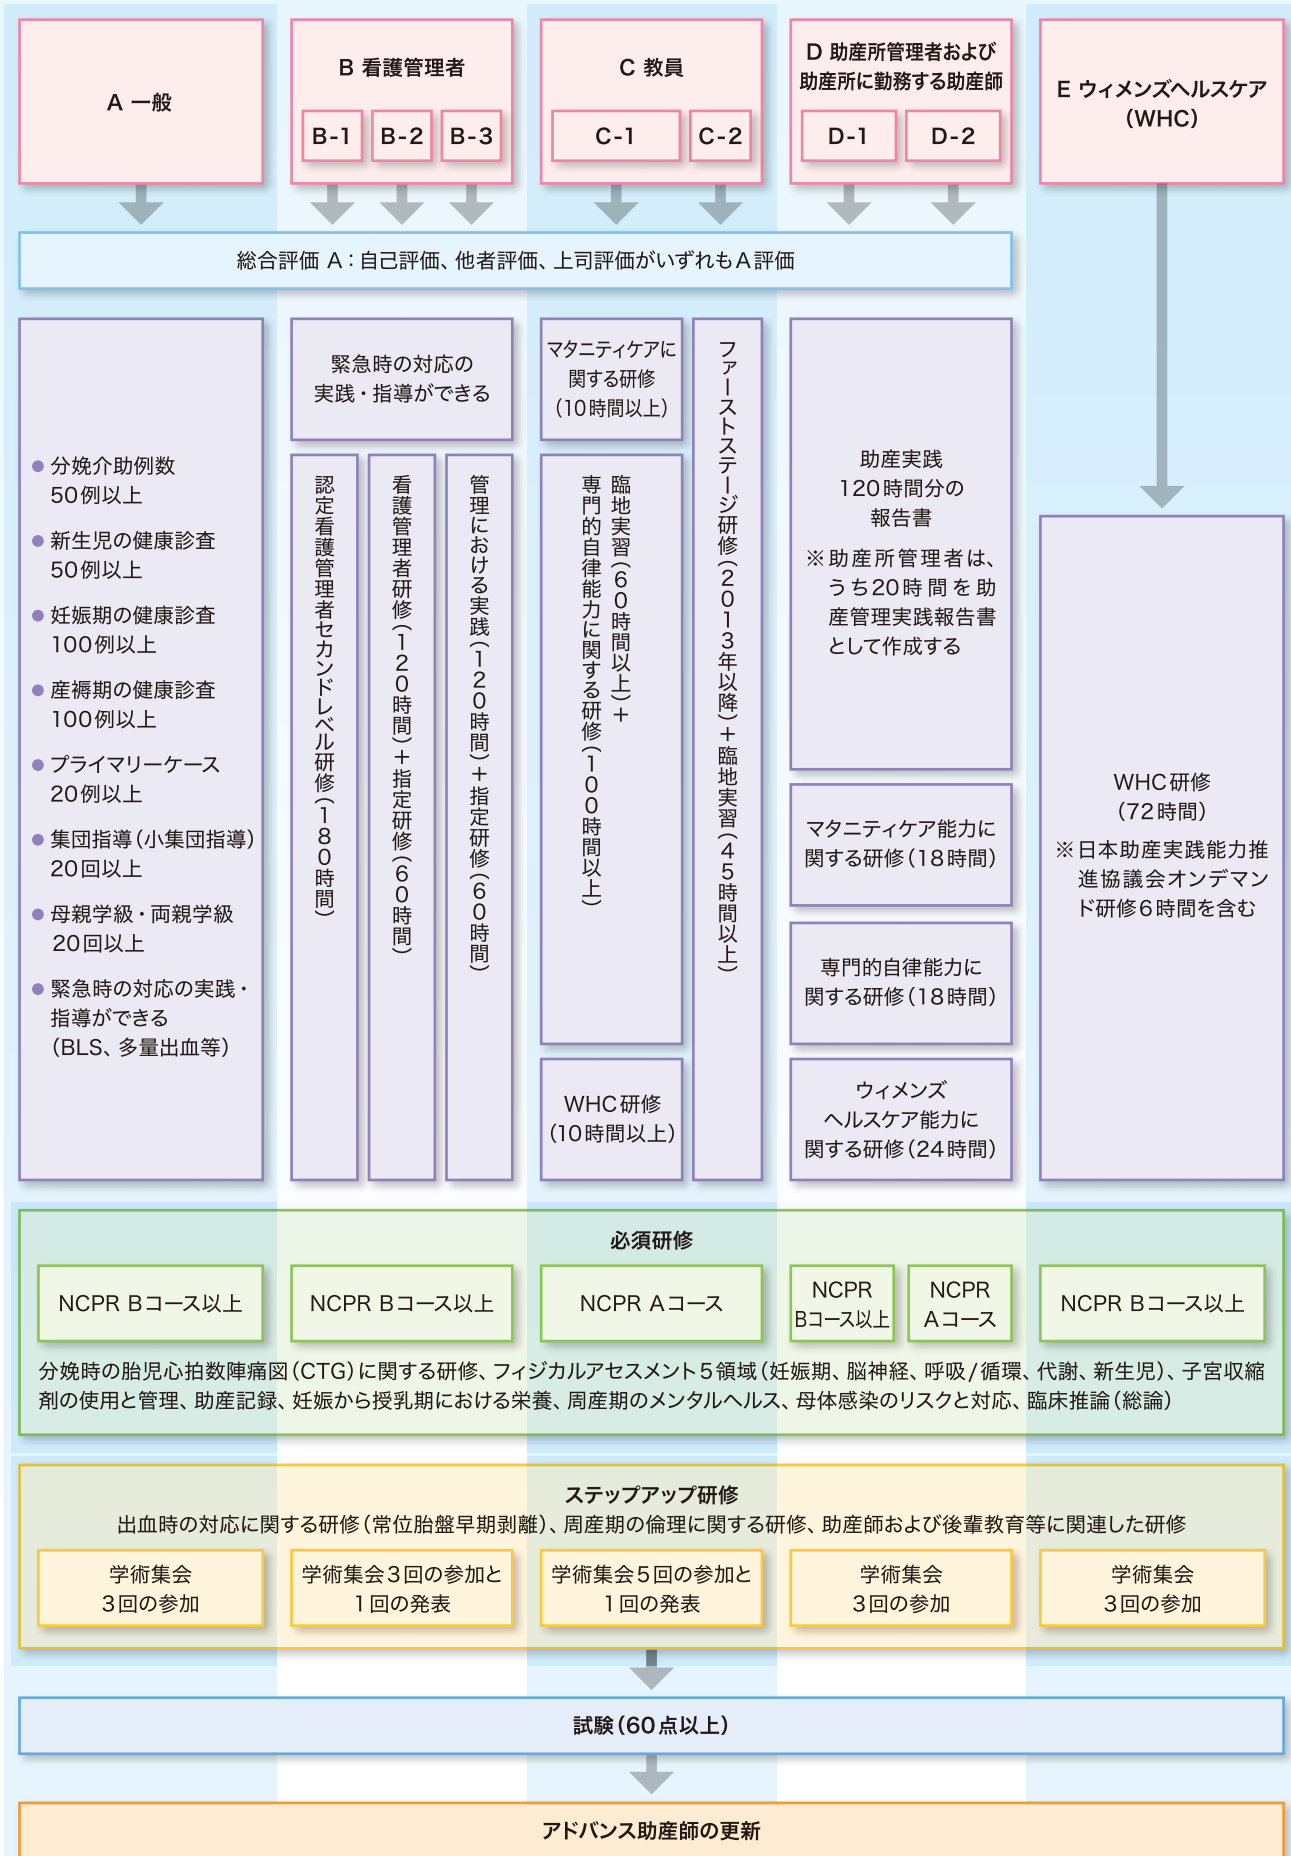 A 一般
B 看護管理者
B-1
B-2
B-3
C 教員
C-1
C-2
D 助産所管理者および
助産所に勤務する助産師
D-1
D-2
E ウィメンズヘルスケア
（WHC）
総合評価 A：自己評価、他者評価、上司評価がいずれもA評価
● 分娩介助例数
50例以上
● 新生児の健康診査
50例以上
● 妊娠期の健康診査
100例以上
● 産褥期の健康診査
100例以上
● プライマリーケース
20例以上
● 集団指導（小集団指導）
20回以上
● 母親学級・両親学級
20回以上
● 緊急時の対応の実践・
指導ができる
（BLS、多量出血等）
緊急時の対応の
実践・指導ができる
認定看護管理者セカンドレベル研修（180時間）
看護管理者研修（120時間）＋指定研修（60時間）
管理における実践（120時間）＋指定研修（60時間）
マタニティケアに
関する研修
（10時間以上）
臨地実習（60時間以上）＋
専門的自律能力に関する研修（100時間以上）
WHC研修
（10時間以上）
ファーストステージ研修（2013年以降）＋臨地実習（45時間以上）
助産実践
120時間分の
報告書
※助産所管理者は、
うち20時間を助
産管理実践報告書
として作成する
マタニティケア能力に
関する研修（18時間）
専門的自律能力に
関する研修（18時間）
ウィメンズ
ヘルスケア能力に
関する研修（24時間）
WHC研修
（72時間）
※日本助産実践能力推
進協議会オンデマン
ド研修6時間を含む
必須研修
NCPR Bコース以上
NCPR Bコース以上
NCPR Aコース
NCPR
Bコース以上
NCPR
Aコース
NCPR Bコース以上
分娩時の胎児心拍数陣痛図（CTG）に関する研修、フィジカルアセスメント5領域（妊娠期、脳神経、呼吸/循環、代謝、新生児）、子宮収縮
剤の使用と管理、助産記録、妊娠から授乳期における栄養、周産期のメンタルヘルス、母体感染のリスクと対応、臨床推論（総論）
ステップアップ研修
出血時の対応に関する研修（常位胎盤早期剥離）、周産期の倫理に関する研修、助産師および後輩教育等に関連した研修
学術集会
3回の参加
学術集会3回の参加と
1回の発表
学術集会5回の参加と
1回の発表
学術集会
3回の参加
学術集会
3回の参加
試験（60点以上）
アドバンス助産師の更新